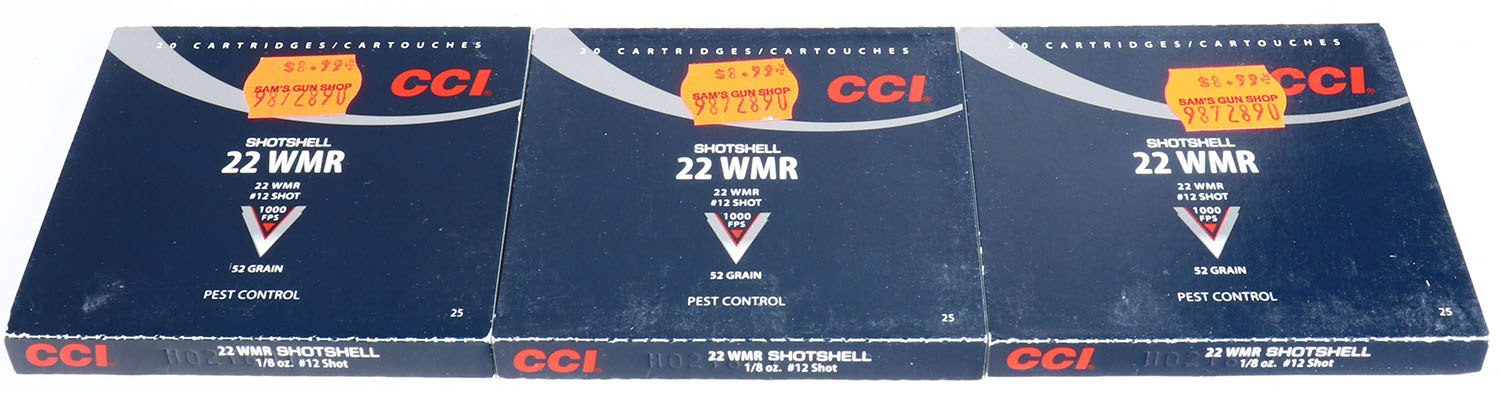 20 CARTRIDGES/CARTOUCHES
$8.99
SAM'S GUN SHOP
9872890
CCI
SHOTSHELL
22 WMR
22 WMR
#12 SHOT
1000
FPS
52 GRAIN
PEST CONTROL
25
CCI
22 WMR SHOTSHELL
1/8 oz. #12 Shot
20 CARTRIDGES/CARTOUCHES
$8.99
SAM'S GUN SHOP
9872890
CCI
SHOTSHELL
22 WMR
22 WMR
#12 SHOT
1000
FPS
52 GRAIN
PEST CONTROL
25
CCI
22 WMR SHOTSHELL
1/8 oz. #12 Shot
20 CARTRIDGES/CARTOUCHES
$8.99
SAM'S GUN SHOP
9872890
CCI
SHOTSHELL
22 WMR
22 WMR
#12 SHOT
1000
FPS
52 GRAIN
PEST CONTROL
25
CCI
22 WMR SHOTSHELL
1/8 oz. #12 Shot